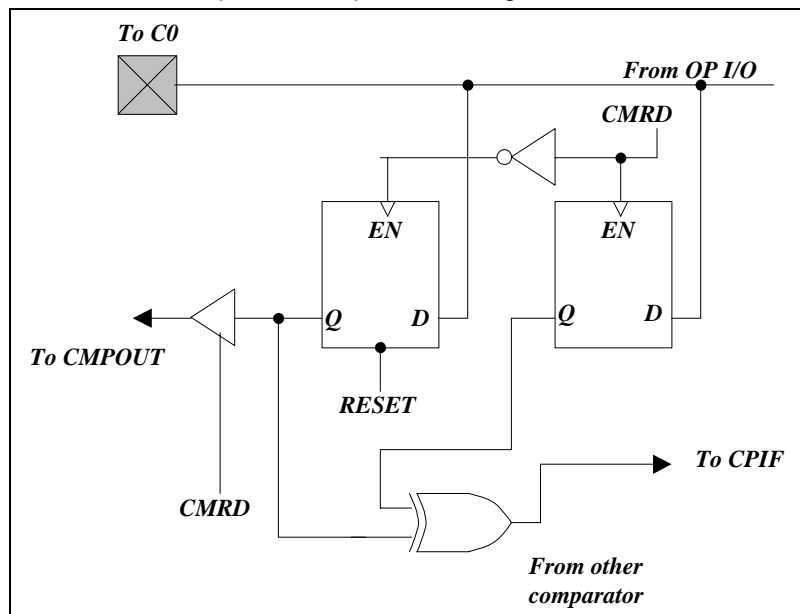 To C0
From OP I/O
CMRD
EN
EN
Q
D
Q
D
To CMPOUT
RESET
To CPIF
CMRD
From other
comparator